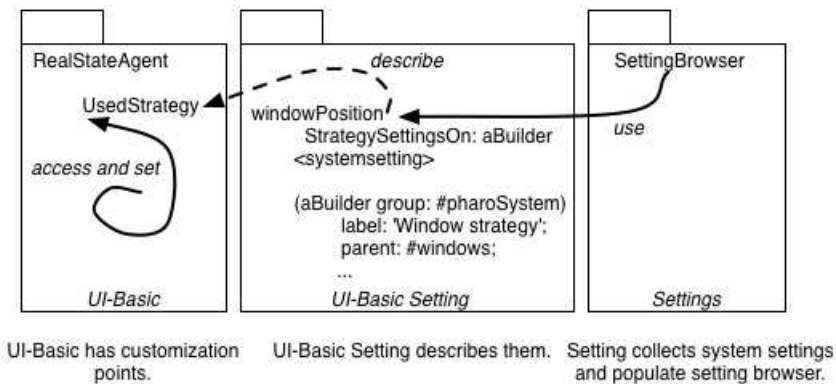 RealStateAgent
UsedStrategy
access and set
UI-Basic
describe
windowPosition
StrategySettingsOn: aBuilder
<systemsetting>
(aBuilder group: #pharoSystem)
label: 'Window strategy';
parent: #windows;
...
UI-Basic Setting
SettingBrowser
use
Settings
UI-Basic has customization
points.
UI-Basic Setting describes them.
Setting collects system settings
and populate setting browser.